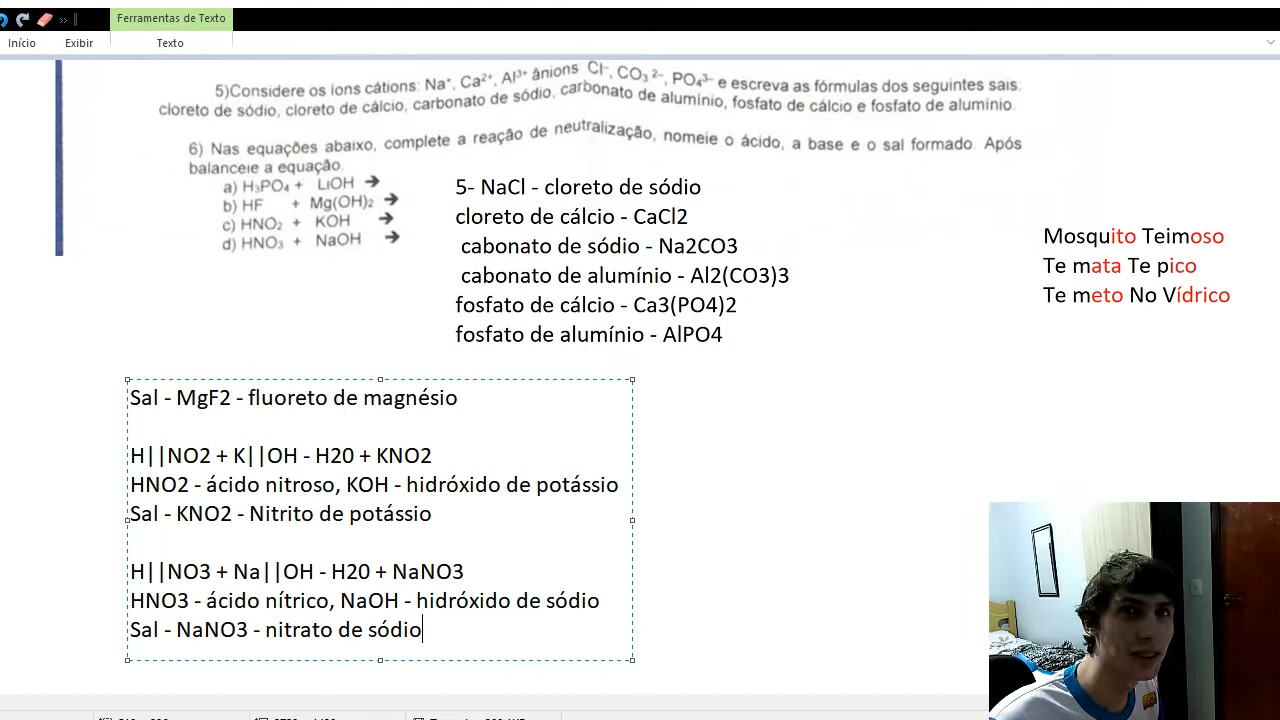 Ferramentas de Texto
Início Exibir Texto
5)Considere os íons cátions: Na⁺, Ca²⁺, Al³⁺ ânions: Cl⁻, CO₃ ²⁻, PO₄³⁻ e escreva as fórmulas dos seguintes sais:
cloreto de sódio, cloreto de cálcio, carbonato de sódio, carbonato de alumínio, fosfato de cálcio e fosfato de aluminio.
6) Nas equações abaixo, complete a reação de neutralização, nomeie o ácido, a base e o sal formado. Após
balanceie a equação.
a) H₃PO₄ + LiOH ➔
b) HF + Mg(OH)₂ ➔
c) HNO₂ + KOH ➔
d) HNO₃ + NaOH ➔
5- NaCl - cloreto de sódio
cloreto de cálcio - CaCl2
cabonato de sódio - Na2CO3
cabonato de alumínio - Al2(CO3)3
fosfato de cálcio - Ca3(PO4)2
fosfato de alumínio - AlPO4
Mosquito Teimoso
Te mata Te pico
Te meto No Vídrico
Sal - MgF2 - fluoreto de magnésio
H||NO2 + K||OH - H20 + KNO2
HNO2 - ácido nitroso, KOH - hidróxido de potássio
Sal - KNO2 - Nitrito de potássio
H||NO3 + Na||OH - H20 + NaNO3
HNO3 - ácido nítrico, NaOH - hidróxido de sódio
Sal - NaNO3 - nitrato de sódio